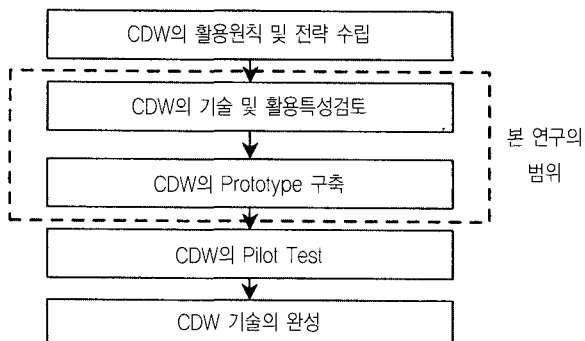 CDW의 활용원칙 및 전략 수립
CDW의 기술 및 활용특성검토
본 연구의
범위
CDW의 Prototype 구축
CDW의 Pilot Test
CDW 기술의 완성